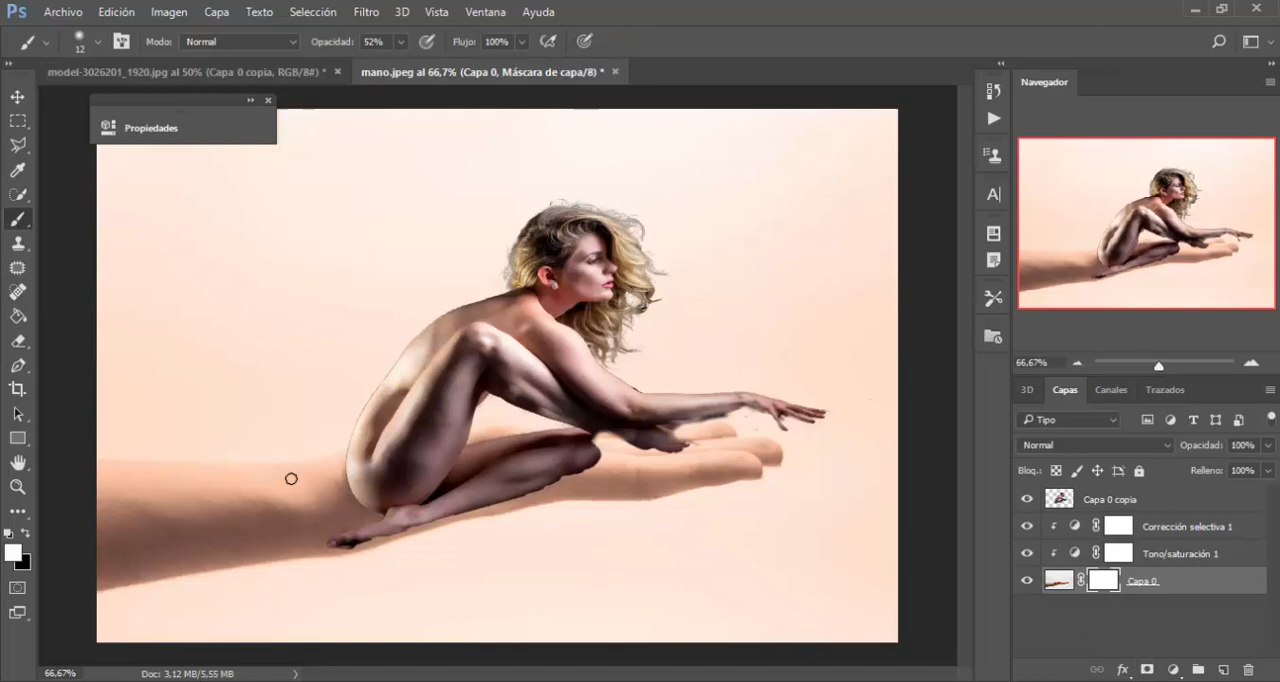 Ps Archivo Edición Imagen Capa Texto Selección Filtro 3D Vista Ventana Ayuda
12 Modo: Normal Opacidad: 52% Flujo: 100%
model-3026201_1920.jpg al 50% (Capa 0 copia, RGB/8#) * × mano.jpeg al 66,7% (Capa 0, Máscara de capa/8) * ×
Propiedades
Navegador
66,67%
3D Capas Canales Trazados
Tipo
Normal Opacidad: 100%
Bloq.: Relleno: 100%
Capa 0 copia
Corrección selectiva 1
Tono/saturación 1
Capa 0
66,67% Doc: 3,12 MB/5,55 MB